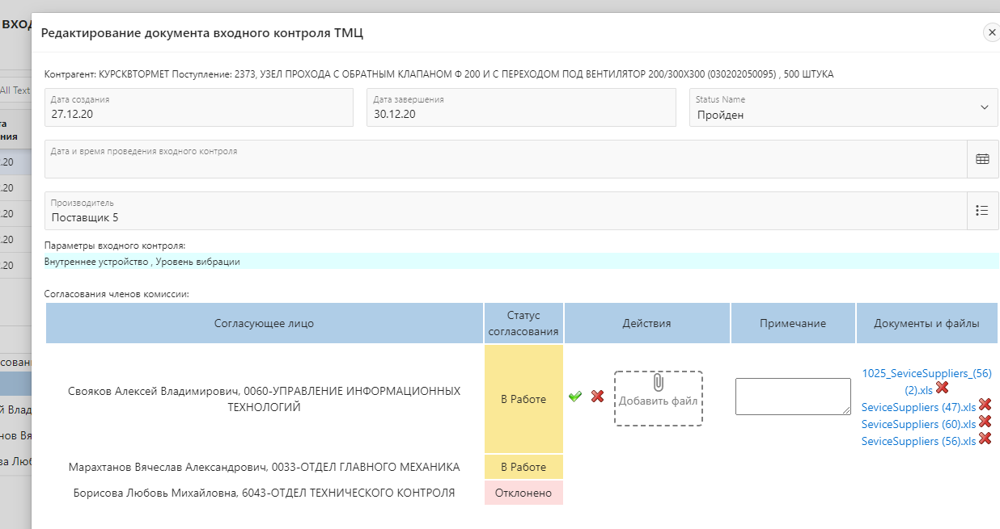 ВХОД
Редактирование документа входного контроля ТМЦ
Контрагент: КУРСКВТОРМЕТ Поступление: 2373, УЗЕЛ ПРОХОДА С ОБРАТНЫМ КЛАПАНОМ Ф 200 И С ПЕРЕХОДОМ ПОД ВЕНТИЛЯТОР 200/300Х300 (030202050095) , 500 ШТУКА
All Text
Дата создания
27.12.20
Дата завершения
30.12.20
Status Name
Пройден
та
ния
.20
.20
.20
.20
.20
Дата и время проведения входного контроля
Производитель
Поставщик 5
Параметры входного контроля:
Внутреннее устройство , Уровень вибрации
Согласования членов комиссии:
Согласующее лицо
Статус
согласования
Действия
Примечание
Документы и файлы
Свояков Алексей Владимирович, 0060-УПРАВЛЕНИЕ ИНФОРМАЦИОННЫХ
ТЕХНОЛОГИЙ
В Работе
Добавить файл
1025_SeviceSuppliers_(56)
(2).xls
SeviceSuppliers (47).xls
SeviceSuppliers (60).xls
SeviceSuppliers (56).xls
Марахтанов Вячеслав Александрович, 0033-ОТДЕЛ ГЛАВНОГО МЕХАНИКА
В Работе
Борисова Любовь Михайловна, 6043-ОТДЕЛ ТЕХНИЧЕСКОГО КОНТРОЛЯ
Отклонено
сован
й Влад
нов Вя
ва Люб